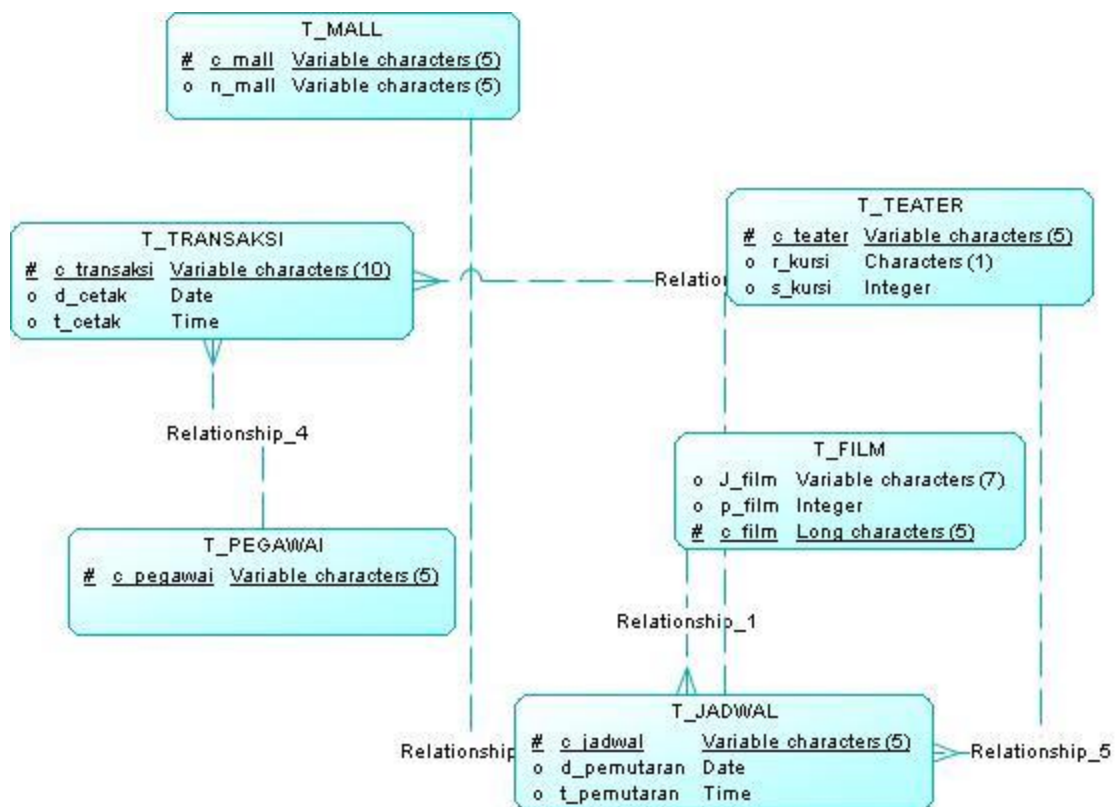 T_MALL
# c_mall Variable characters (5)
o n_mall Variable characters (5)
T_TRANSAKSI
# c_transaksi Variable characters (10)
o d_cetak Date
o t_cetak Time
Relationship_4
T_PEGAWAI
# c_pegawai Variable characters (5)
T_TEATER
# c_teater Variable characters (5)
o r_kursi Characters (1)
o s_kursi Integer
T_FILM
o J_film Variable characters (7)
o p_film Integer
# c_film Long characters (5)
Relationship_1
T_JADWAL
# c_jadwal Variable characters (5)
o d_pemutaran Date
o t_pemutaran Time
Relationship
Relationship_5